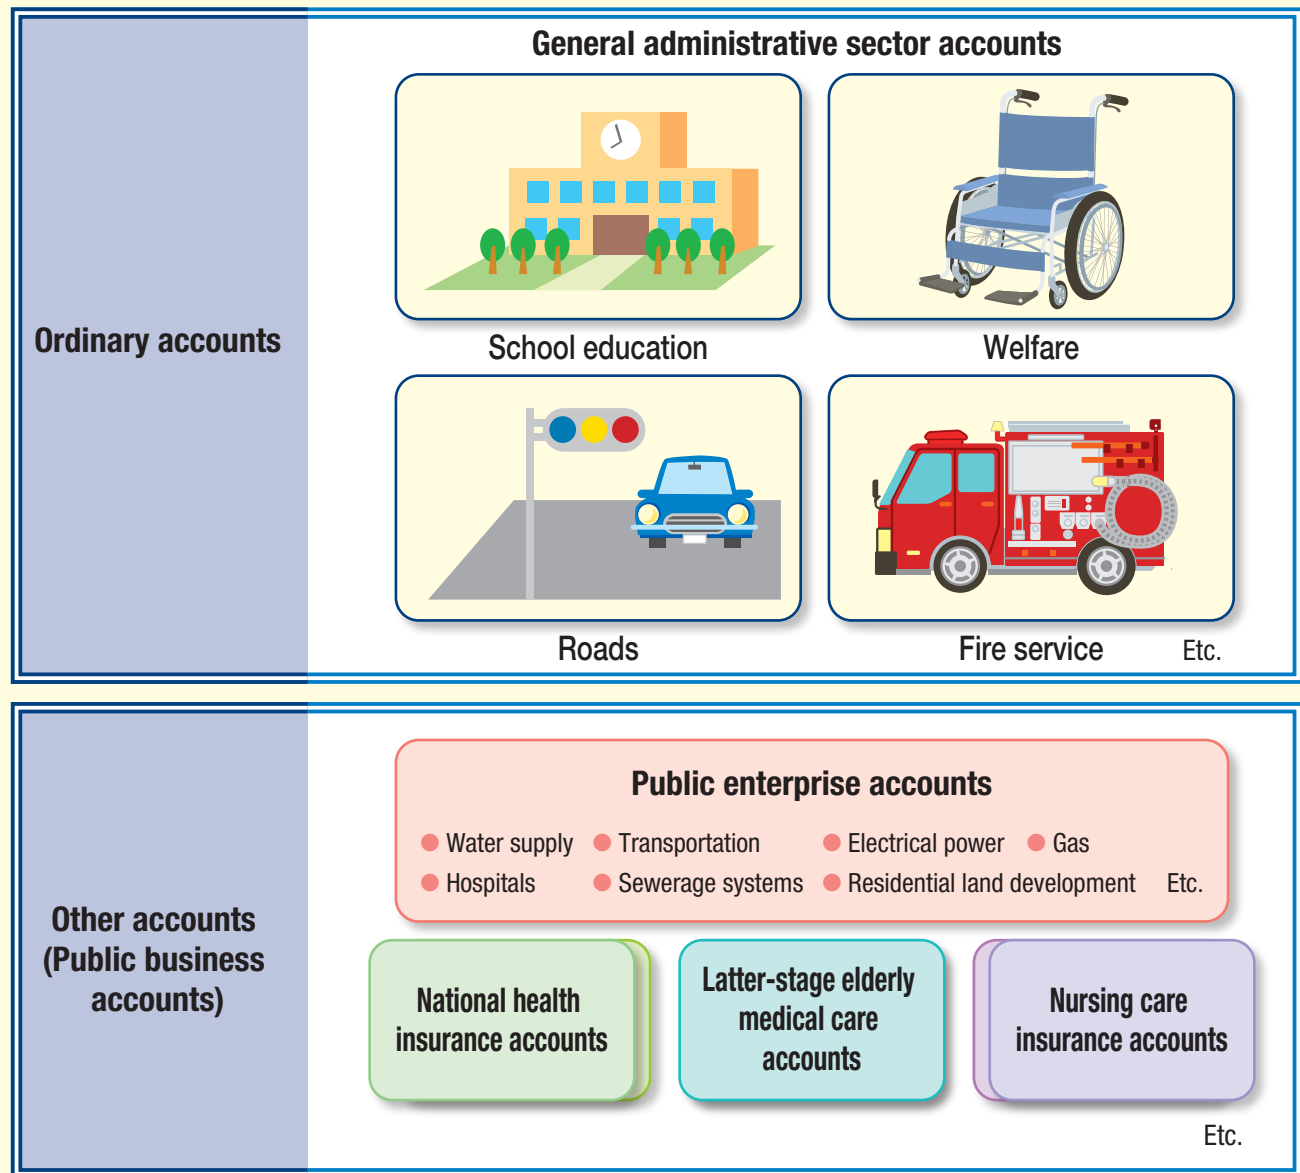 Ordinary accounts
General administrative sector accounts
School education
Welfare
Roads
Fire service
Etc.
Other accounts
(Public business
accounts)
Public enterprise accounts
Water supply
Transportation
Electrical power
Gas
Hospitals
Sewerage systems
Residential land development
Etc.
National health
insurance accounts
Latter-stage elderly
medical care
accounts
Nursing care
insurance accounts
Etc.